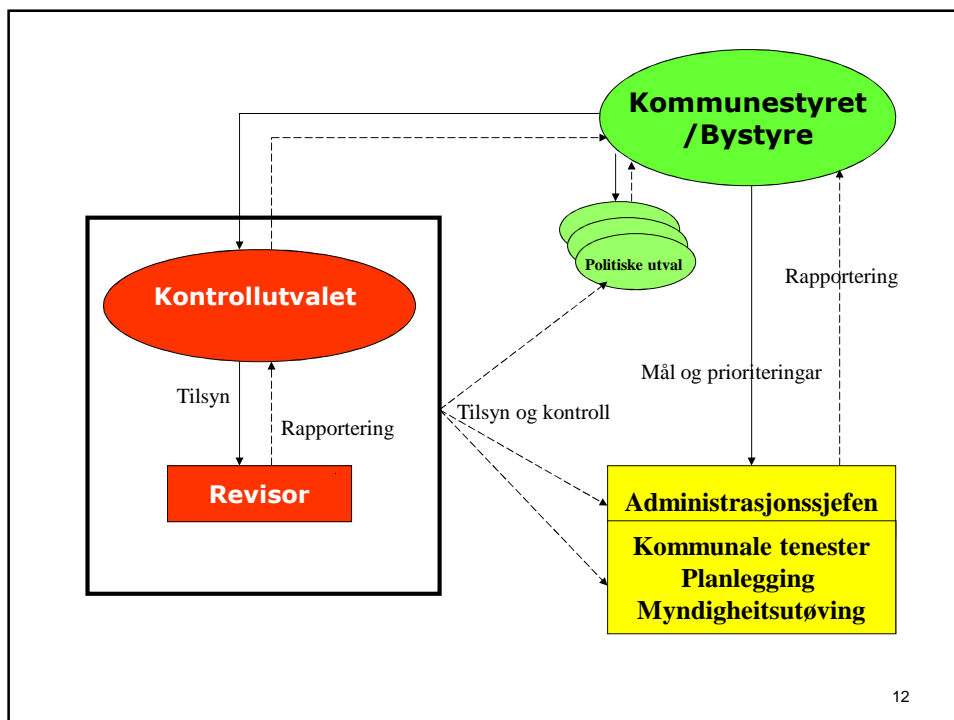 Kommunestyret
/Bystyre
Politiske utval
Rapportering
Kontrollutvalet
Mål og prioriteringar
Tilsyn
Tilsyn og kontroll
Rapportering
Revisor
Administrasjonssjefen
Kommunale tenester
Planlegging
Myndigheitsutøving
12